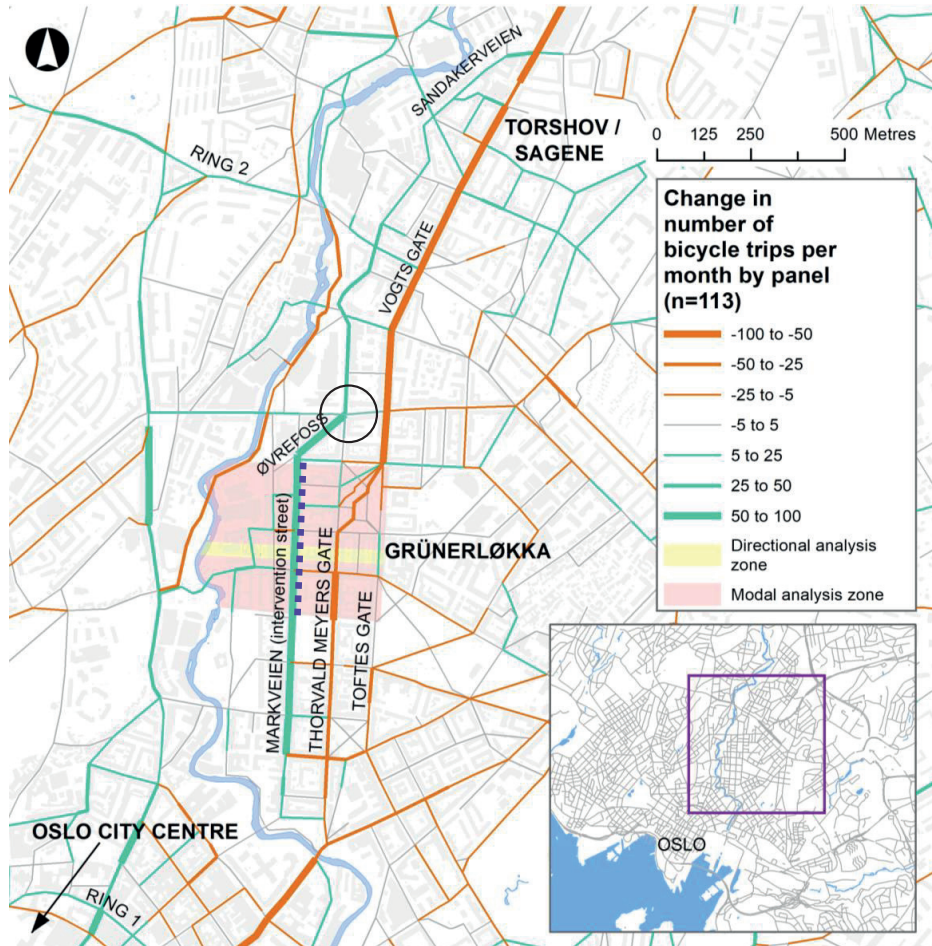 SANDAKERVEIEN
TORSHOV /
SAGENE
RING 2
VOGTS GATE
ØVREFOSS
MARKVEIEN (intervention street)
THORVALD MEYERS GATE
TOFTES GATE
GRÜNERLØKKA
OSLO CITY CENTRE
RING 1
0 125 250 500 Metres
Change in
number of
bicycle trips per
month by panel
(n=113)
-100 to -50
-50 to -25
-25 to -5
-5 to 5
5 to 25
25 to 50
50 to 100
Directional analysis
zone
Modal analysis zone
OSLO